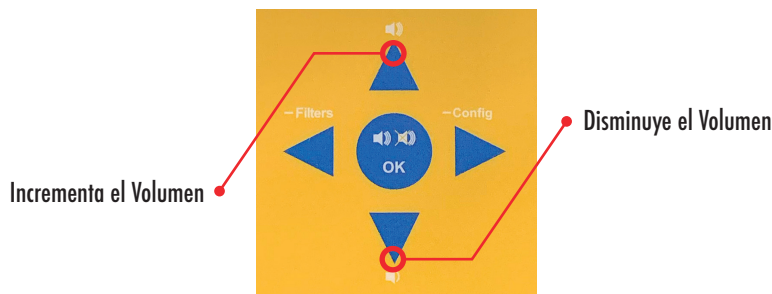 – Filters
– Config
OK
Disminuye el Volumen
Incrementa el Volumen